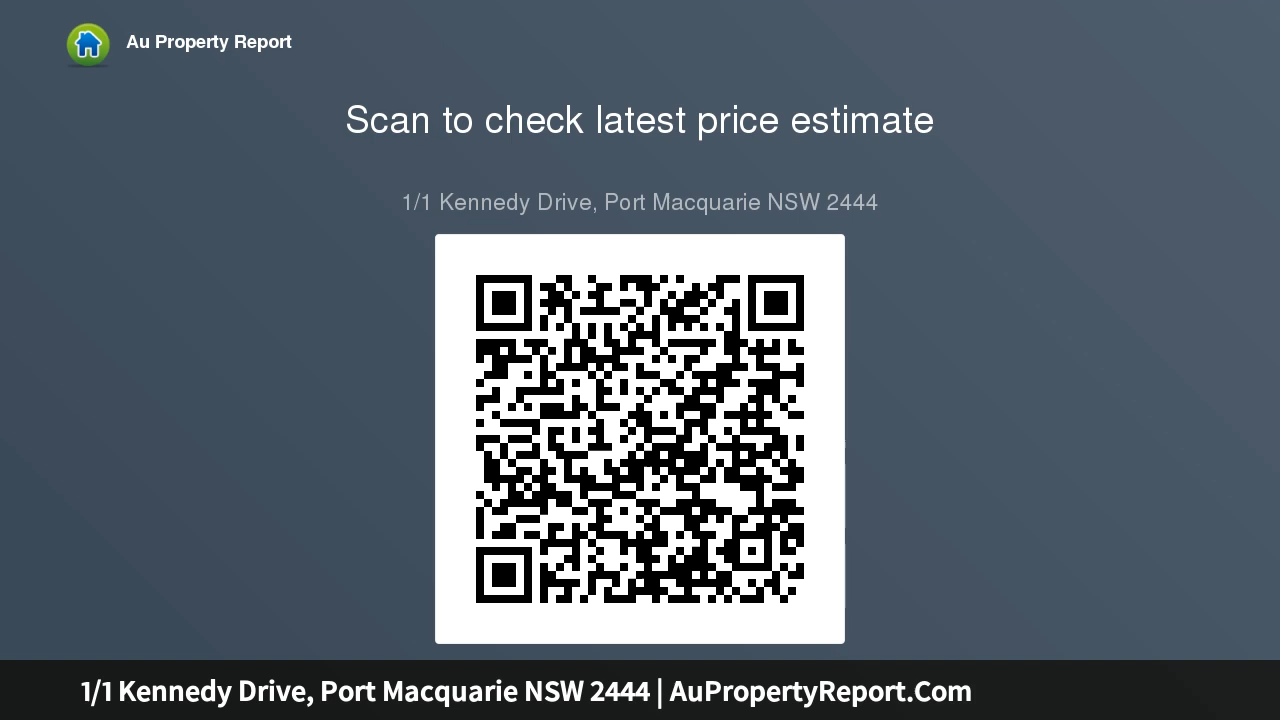 Au Property Report
Scan to check latest price estimate
1/1 Kennedy Drive, Port Macquarie NSW 2444
1/1 Kennedy Drive, Port Macquarie NSW 2444 | AuPropertyReport.Com